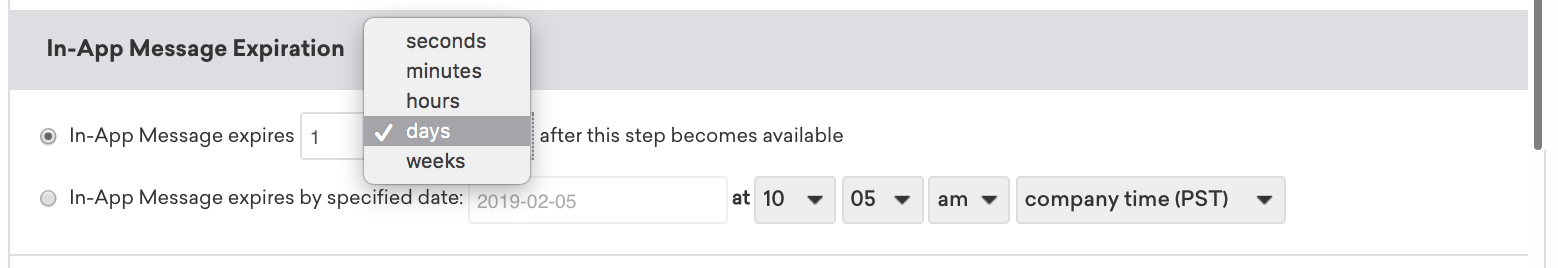 In-App Message Expiration
seconds
minutes
hours
days
weeks
In-App Message expires 1 after this step becomes available
In-App Message expires by specified date: 2019-02-05 at 10 05 am company time (PST)